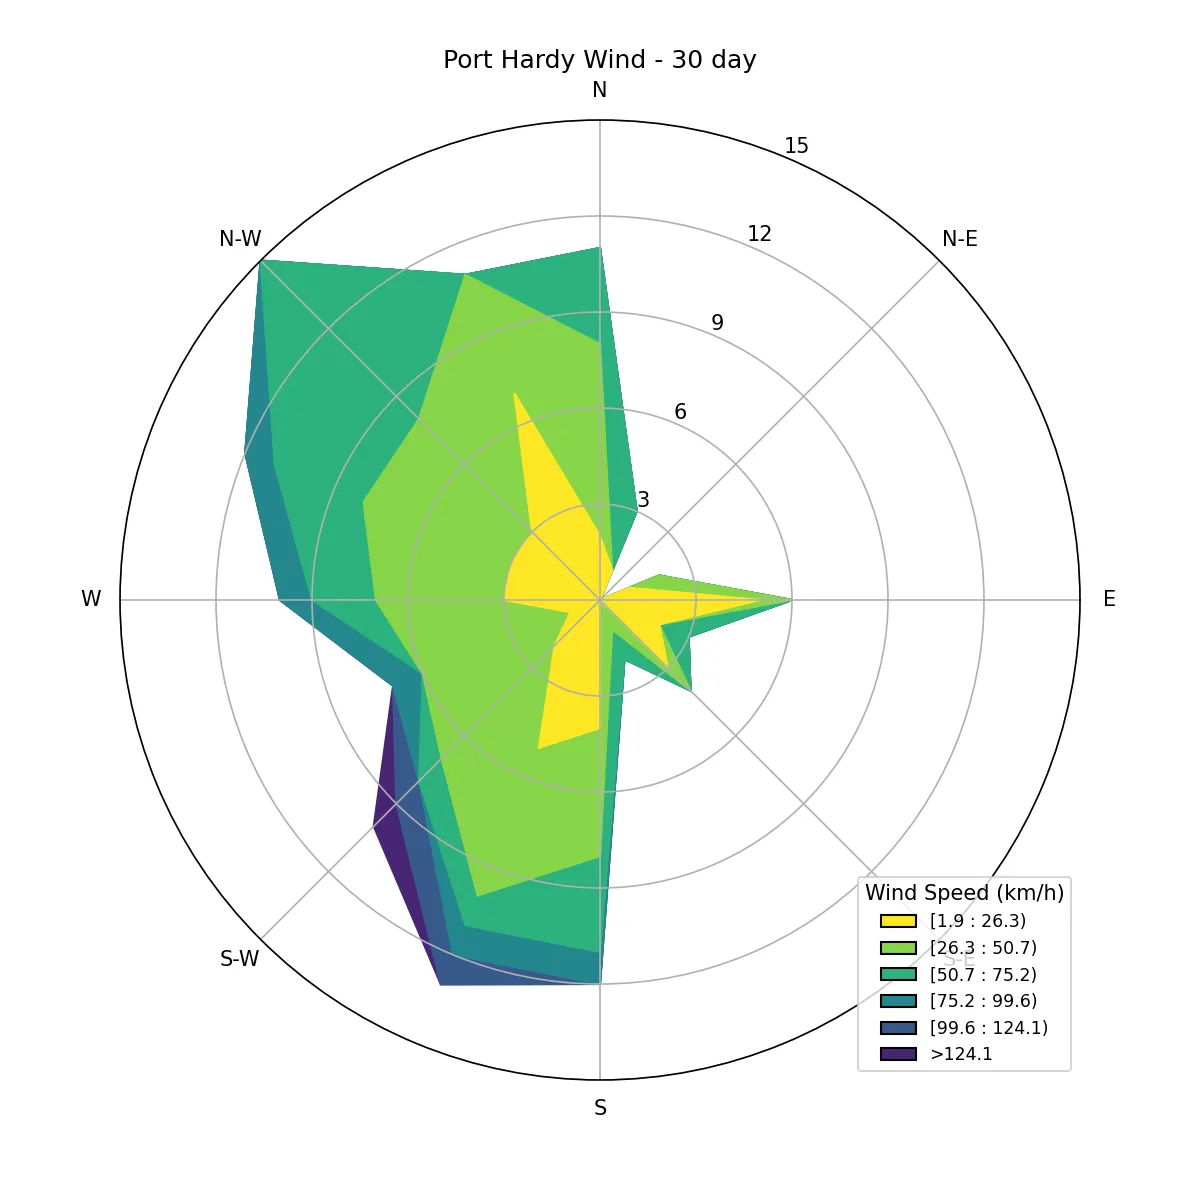 Port Hardy Wind - 30 day
N
15
12
N-W
N-E
9
6
3
W
E
Wind Speed (km/h)
[1.9 : 26.3)
[26.3 : 50.7)
S-W
S-E
[50.7 : 75.2)
[75.2 : 99.6)
[99.6 : 124.1)
>124.1
S